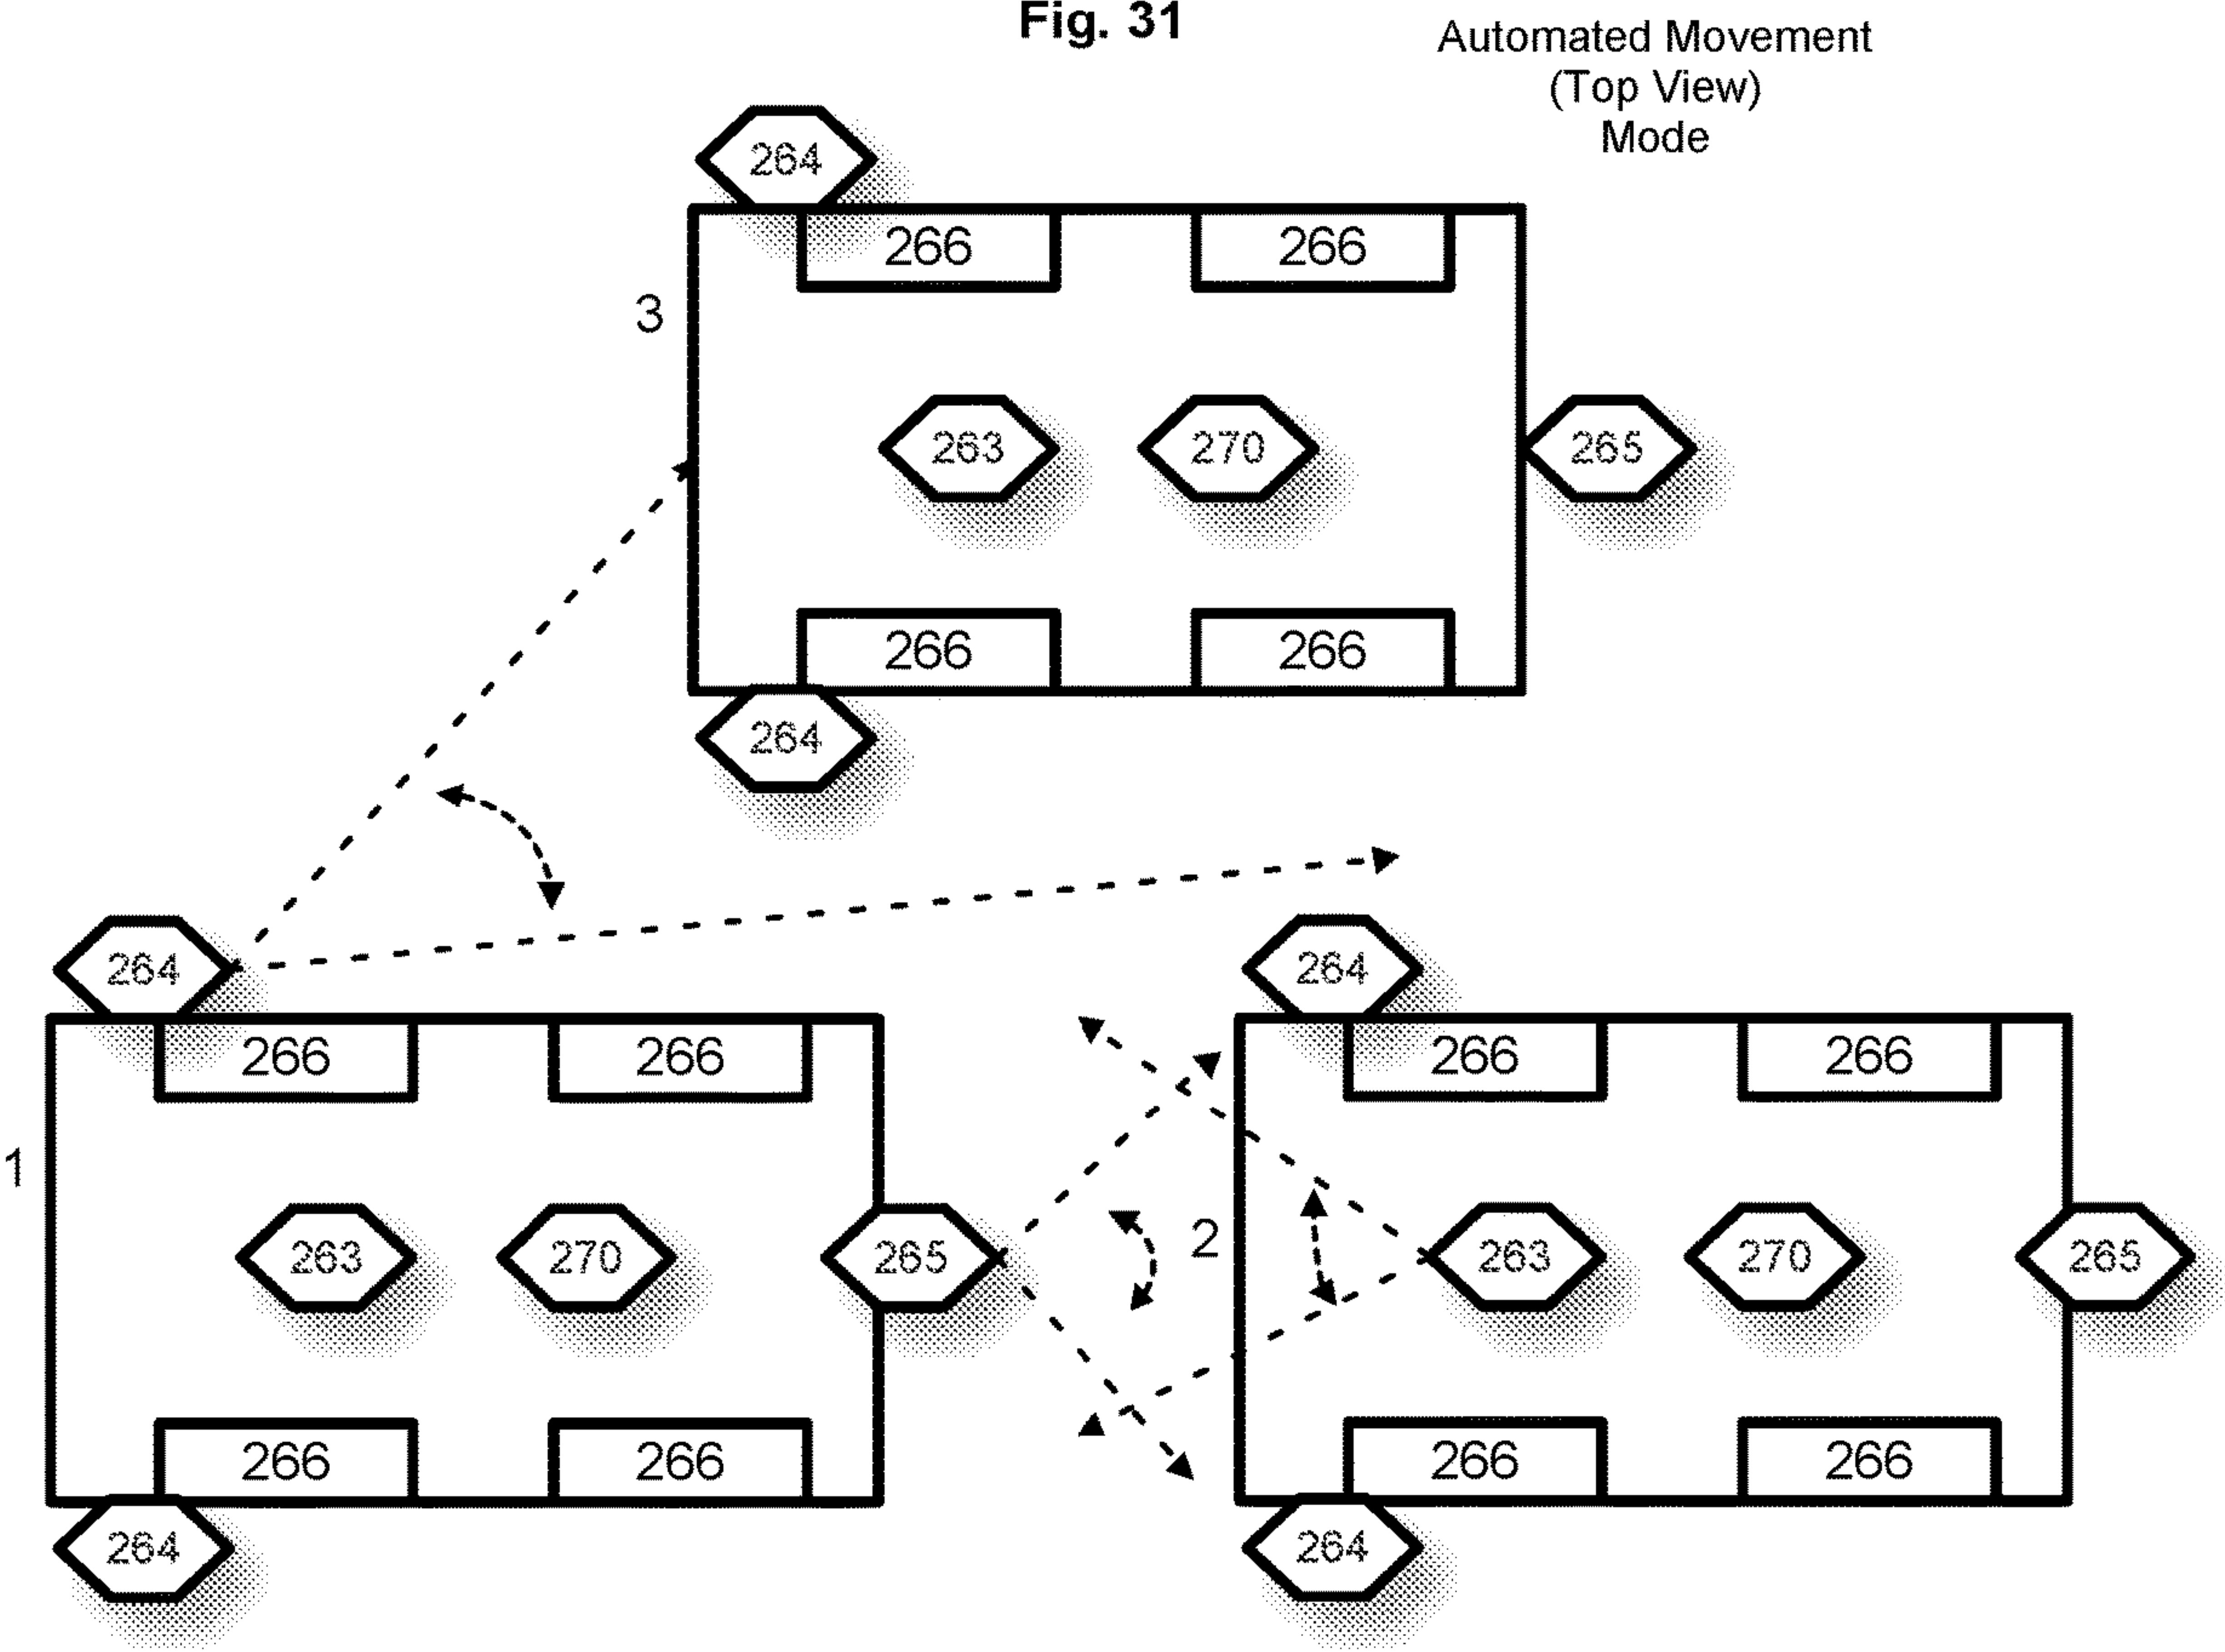 Fig. 31
Automated Movement
(Top View)
Mode
264
266 266
3
263 270 265
266 266
264
264 264
266 266 266 266
1
2
263 270 265 263 270 265
266 266 266 266
264 264